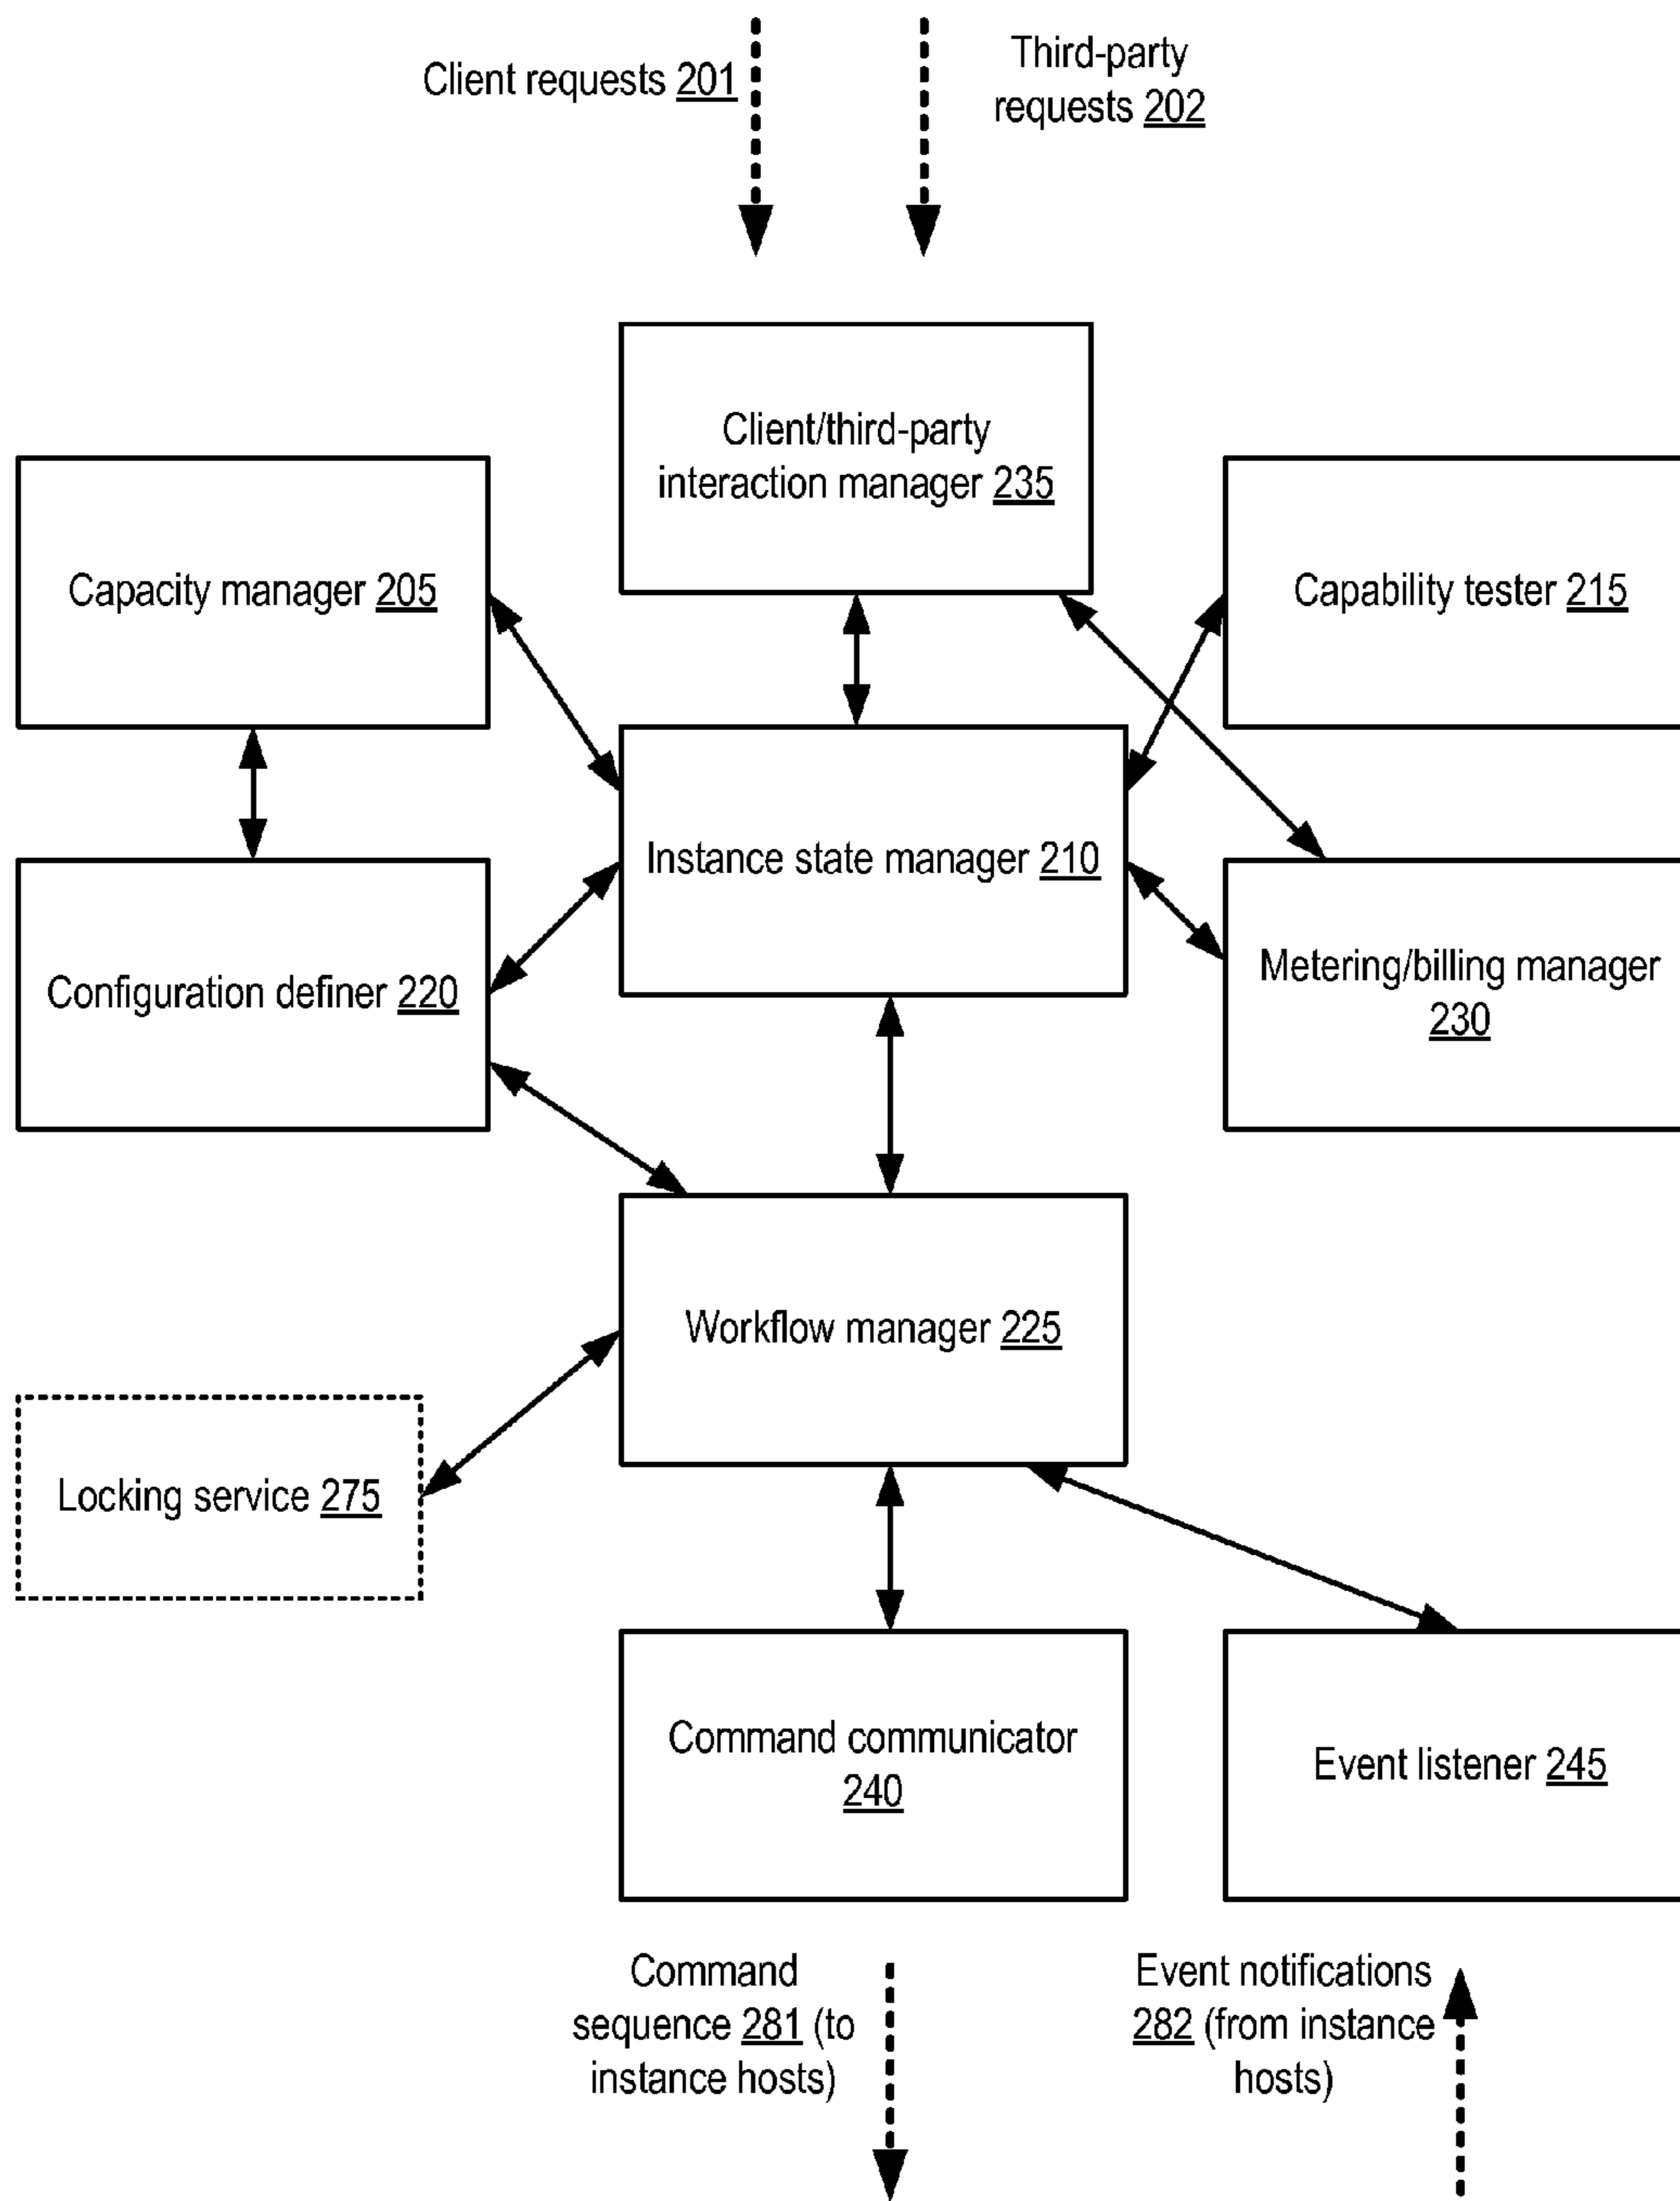 Client requests 201
Third-party
requests 202
Client/third-party
interaction manager 235
Capacity manager 205
Capability tester 215
Instance state manager 210
Configuration definer 220
Metering/billing manager
230
Workflow manager 225
Locking service 275
Command communicator
240
Event listener 245
Command
sequence 281 (to
instance hosts)
Event notifications
282 (from instance
hosts)